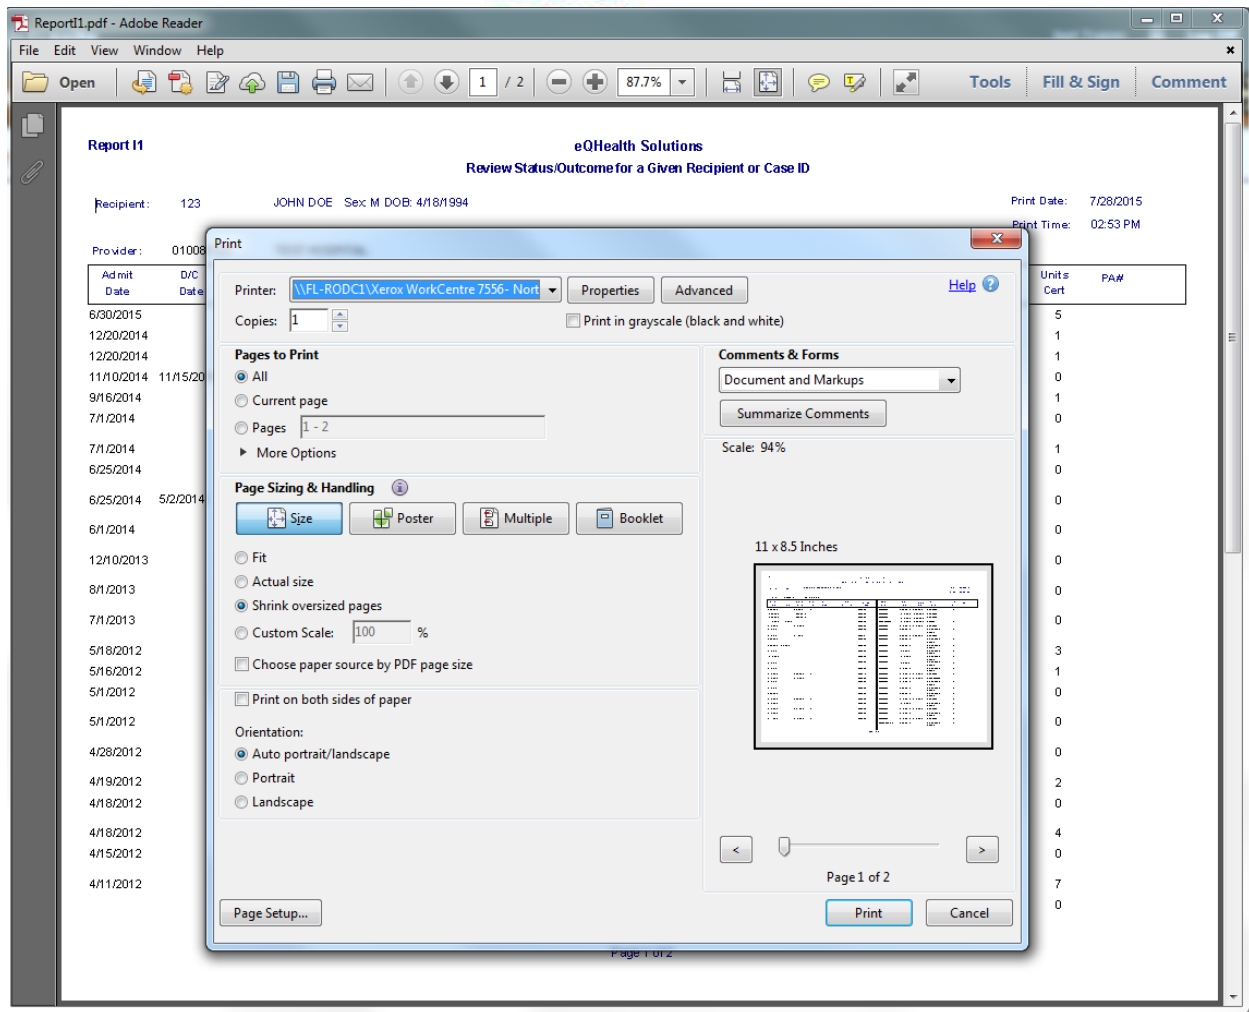 ReportI1.pdf - Adobe Reader
File Edit View Window Help
Open 1 / 2 87.7% Tools Fill & Sign Comment
Report I1
eQHealth Solutions
Review Status/Outcome for a Given Recipient or Case ID
Recipient: 123 JOHN DOE Sex: M DOB: 4/18/1994 Print Date: 7/28/2015
Print Time: 02:53 PM
Provider: 01008
Admit Date D/C Date Units Cert PA#
6/30/2015 5
12/20/2014 1
12/20/2014 1
11/10/2014 11/15/20 0
9/16/2014 1
7/1/2014 0
7/1/2014 1
6/25/2014 0
6/25/2014 5/2/2014 0
6/1/2014 0
12/10/2013 0
8/1/2013 0
7/1/2013 0
5/18/2012 3
5/16/2012 1
5/1/2012 0
5/1/2012 0
4/28/2012 0
4/19/2012 2
4/18/2012 0
4/18/2012 4
4/15/2012 0
4/11/2012 7
0
Page 1 of 2
Print
Printer: \\FL-RODC1\Xerox WorkCentre 7556- Nort Properties Advanced Help
Copies: 1 Print in grayscale (black and white)
Pages to Print
All
Current page
Pages 1 - 2
More Options
Page Sizing & Handling
Size Poster Multiple Booklet
Fit
Actual size
Shrink oversized pages
Custom Scale: 100 %
Choose paper source by PDF page size
Print on both sides of paper
Orientation:
Auto portrait/landscape
Portrait
Landscape
Comments & Forms
Document and Markups
Summarize Comments
Scale: 94%
11 x 8.5 Inches
< >
Page 1 of 2
Page Setup... Print Cancel